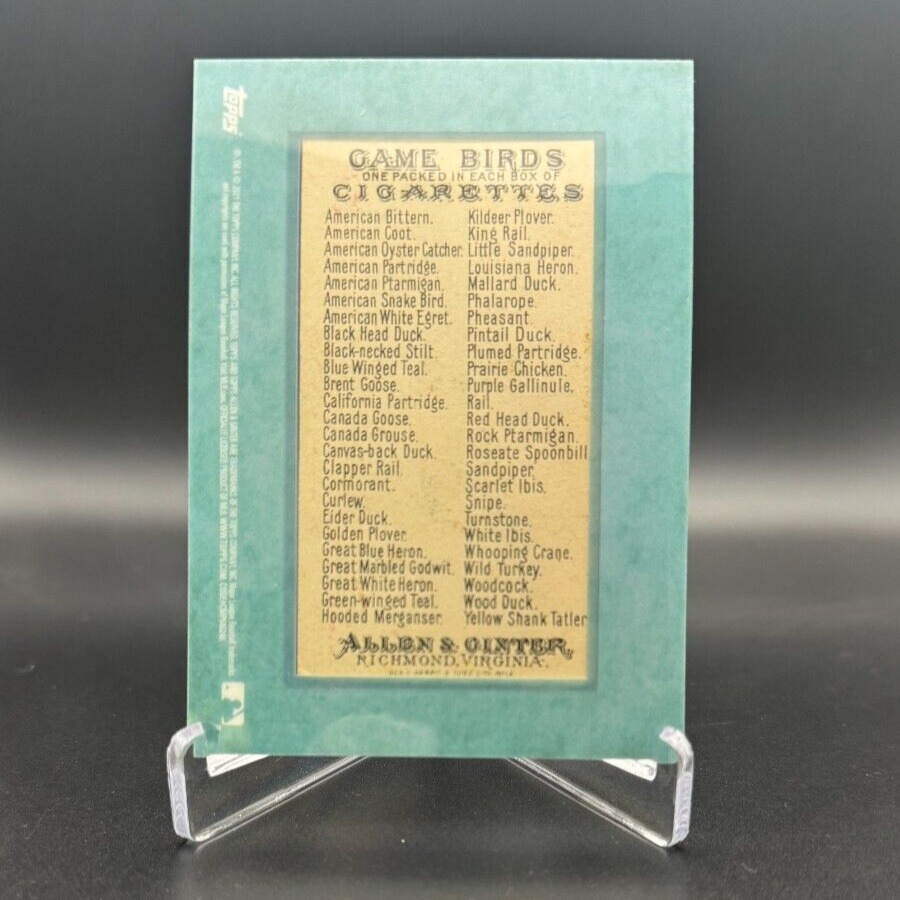 GAME BIRDS
ONE PACKED IN EACH BOX OF
CIGARETTES
American Bittern.
American Coot.
American Oyster Catcher.
American Partridge.
American Ptarmigan.
American Snake Bird.
American White Egret.
Black Head Duck.
Black-necked Stilt.
Blue Winged Teal.
Brent Goose.
California Partridge.
Canada Goose.
Canada Grouse.
Canvas-back Duck.
Clapper Rail.
Cormorant.
Curlew.
Eider Duck.
Golden Plover.
Great Blue Heron.
Great Marbled Godwit.
Great White Heron.
Green-winged Teal.
Hooded Merganser.
Kildeer Plover.
King Rail.
Little Sandpiper.
Louisiana Heron.
Mallard Duck.
Phalarope.
Pheasant.
Pintail Duck.
Plumed Partridge.
Prairie Chicken.
Purple Gallinule.
Rail.
Red Head Duck.
Rock Ptarmigan.
Roseate Spoonbill.
Sandpiper.
Scarlet Ibis.
Snipe.
Turnstone.
White Ibis.
Whooping Crane.
Wild Turkey.
Woodcock.
Wood Duck.
Yellow Shank Tatler
ALLEN & GINTER,
RICHMOND, VIRGINIA.
topps